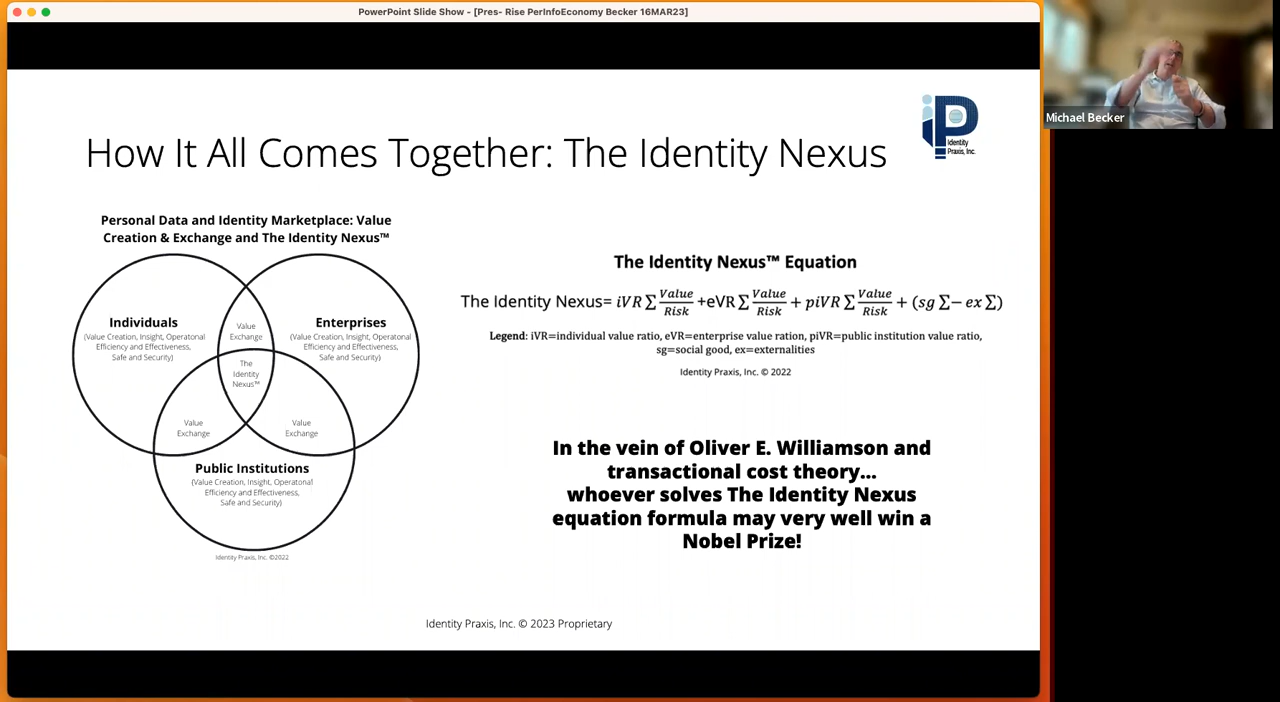 PowerPoint Slide Show - [Pres- Rise PerInfoEconomy Becker 16MAR23]
Michael Becker
iP
Identity
Praxis, Inc.
How It All Comes Together: The Identity Nexus
Personal Data and Identity Marketplace: Value
Creation & Exchange and The Identity Nexus™
Individuals
(Value Creation, Insight, Operatonal
Efficiency and Effectiveness,
Safe and Security)
Value
Exchange
Enterprises
(Value Creation, Insight, Operatonal
Efficiency and Effectiveness,
Safe and Security)
The
Identity
Nexus™
Value
Exchange
Value
Exchange
Public Institutions
(Value Creation, Insight, Operatonal
Efficiency and Effectiveness,
Safe and Security)
Identity Praxis, Inc. ©2022
The Identity Nexus™ Equation
The Identity Nexus= iVR ∑ Value/Risk +eVR ∑ Value/Risk + piVR ∑ Value/Risk + (sg ∑− ex ∑)
Legend: iVR=individual value ratio, eVR=enterprise value ration, piVR=public institution value ratio,
sg=social good, ex=externalities
Identity Praxis, Inc. © 2022
In the vein of Oliver E. Williamson and
transactional cost theory...
whoever solves The Identity Nexus
equation formula may very well win a
Nobel Prize!
Identity Praxis, Inc. © 2023 Proprietary